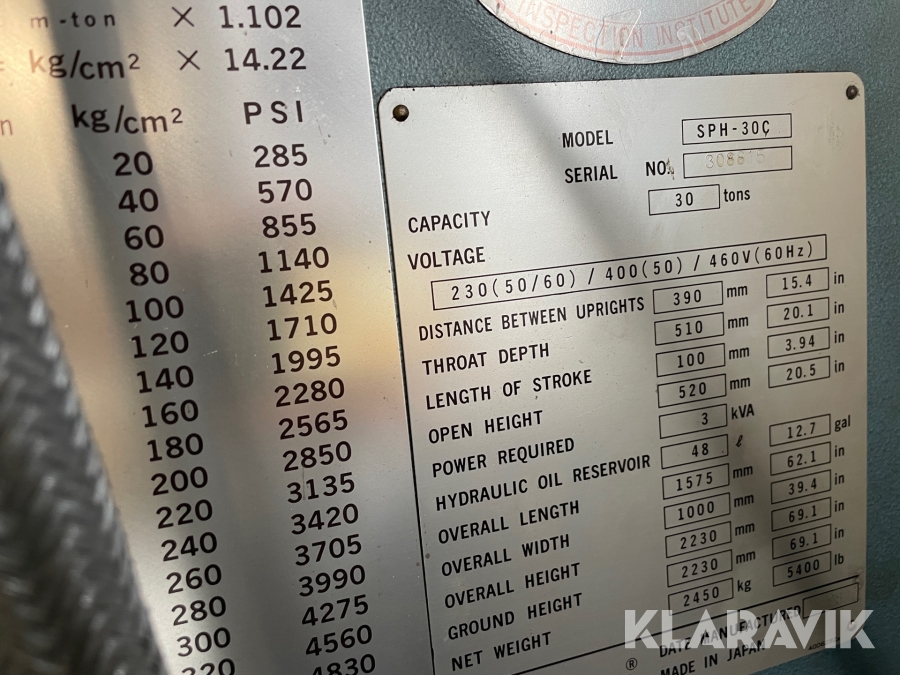 m-ton × 1.102
kg/cm² × 14.22
kg/cm² PSI
20 285
40 570
60 855
80 1140
100 1425
120 1710
140 1995
160 2280
180 2565
200 2850
220 3135
240 3420
260 3705
280 3990
300 4275
320 4560
4830
INSPECTION INSTITUTE
MODEL SPH-30C
SERIAL NO.
CAPACITY 30 tons
VOLTAGE
230(50/60) / 400(50) / 460V(60Hz)
DISTANCE BETWEEN UPRIGHTS 390 mm 15.4 in
THROAT DEPTH 510 mm 20.1 in
LENGTH OF STROKE 100 mm 3.94 in
OPEN HEIGHT 520 mm 20.5 in
POWER REQUIRED 3 kVA
HYDRAULIC OIL RESERVOIR 48 ℓ 12.7 gal
OVERALL LENGTH 1575 mm 62.1 in
OVERALL WIDTH 1000 mm 39.4 in
OVERALL HEIGHT 2230 mm 69.1 in
GROUND HEIGHT 2230 mm 69.1 in
NET WEIGHT 2450 kg 5400 lb
DATE MANUFACTURED
® MADE IN JAPAN
KLARAVIK